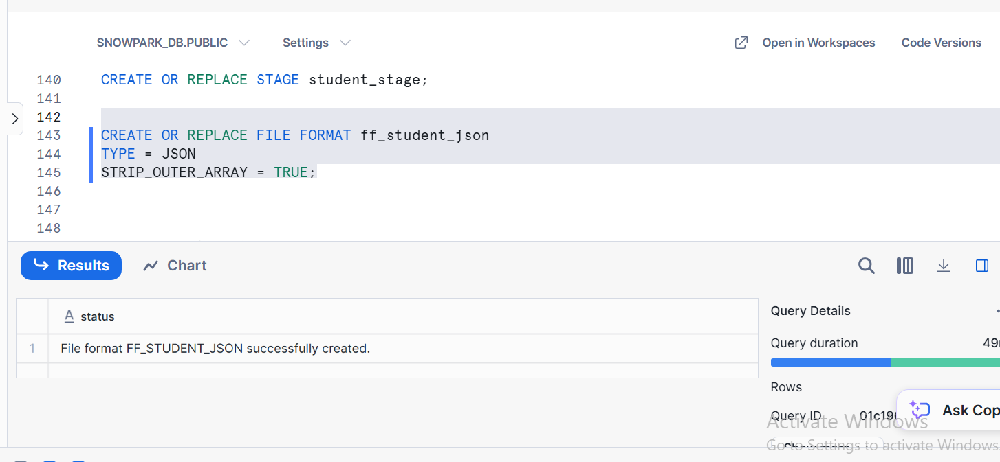 SNOWPARK_DB.PUBLIC Settings Open in Workspaces Code Versions
140 CREATE OR REPLACE STAGE student_stage;
141
142
143 CREATE OR REPLACE FILE FORMAT ff_student_json
144 TYPE = JSON
145 STRIP_OUTER_ARRAY = TRUE;
146
147
148
Results Chart
A status
1 File format FF_STUDENT_JSON successfully created.
Query Details
Query duration 49
Rows
Query ID 01c19
Ask Cop
Show more
Activate Windows
Go to Settings to activate Windows